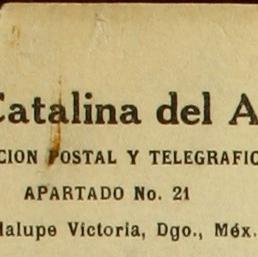 Catalina del A
CION POSTAL Y TELEGRAFIC
APARTADO No. 21
dalupe Victoria, Dgo., Méx.